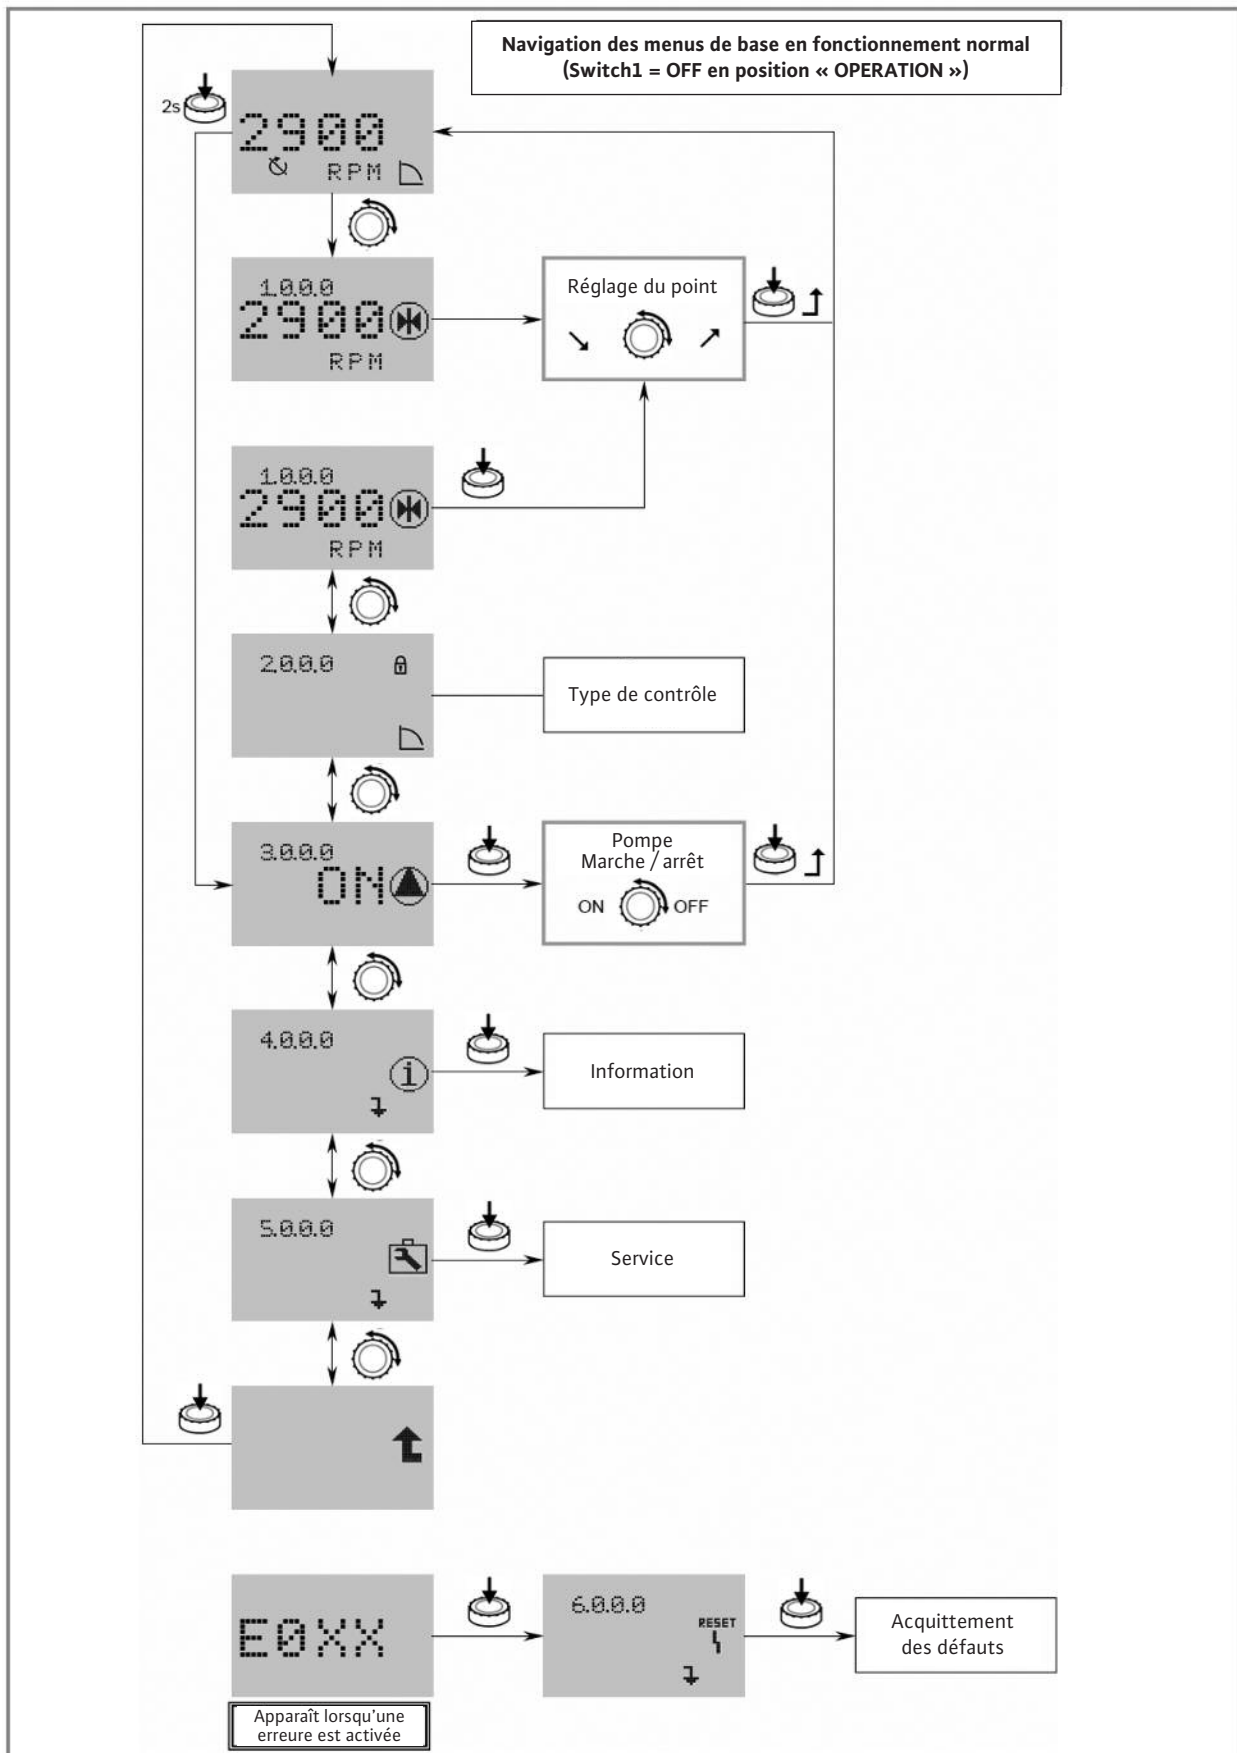 Navigation des menus de base en fonctionnement normal
(Switch1 = OFF en position « OPERATION »)
2s
2900
RPM
1.0.0.0
2900
RPM
Réglage du point
1.0.0.0
2900
RPM
2.0.0.0
Type de contrôle
3.0.0.0
ON
Pompe
Marche / arrêt
ON OFF
4.0.0.0
i
Information
5.0.0.0
Service
E0XX
6.0.0.0
RESET
Acquittement
des défauts
Apparaît lorsqu'une
erreure est activée